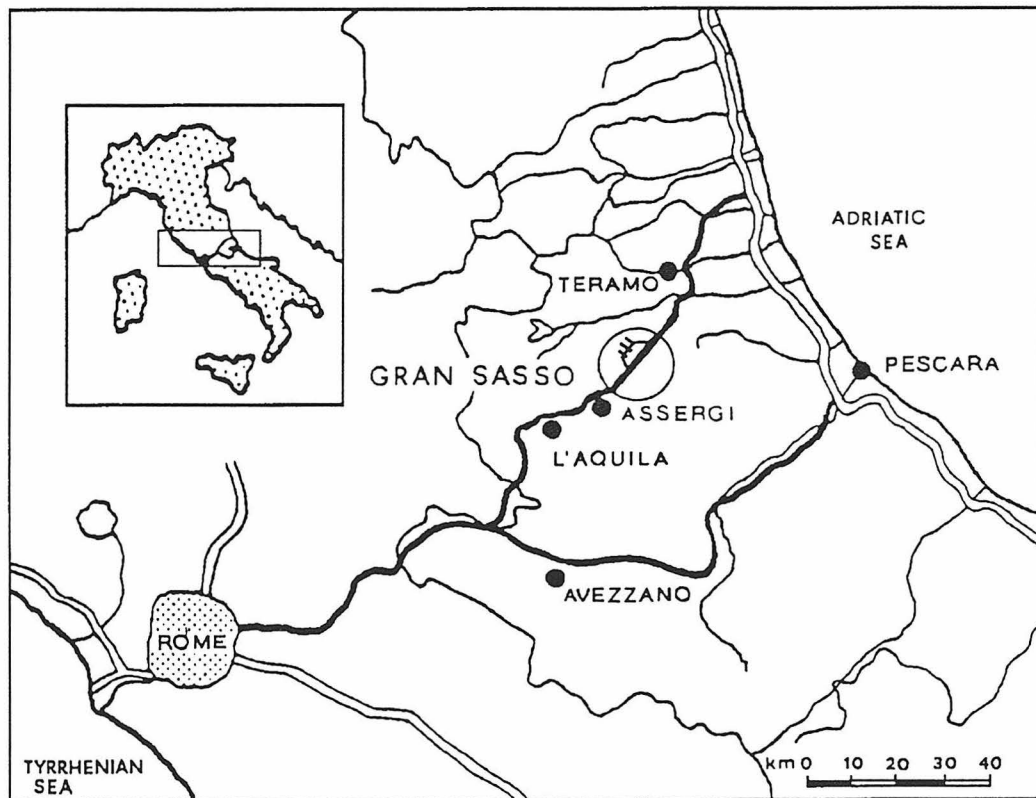 ADRIATIC
SEA
TERAMO
PESCARA
GRAN SASSO
ASSERGI
L'AQUILA
AVEZZANO
ROME
TYRRHENIAN
SEA
km 0 10 20 30 40